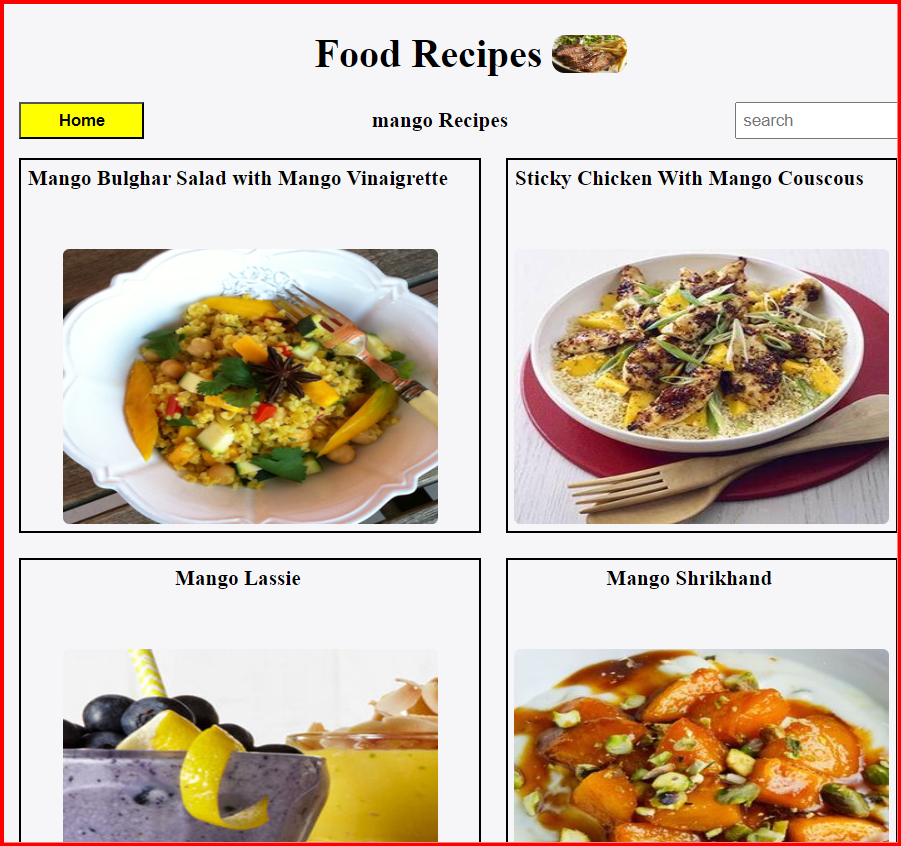 Food Recipes
Home
mango Recipes
search
Mango Bulghar Salad with Mango Vinaigrette
Sticky Chicken With Mango Couscous
Mango Lassie
Mango Shrikhand